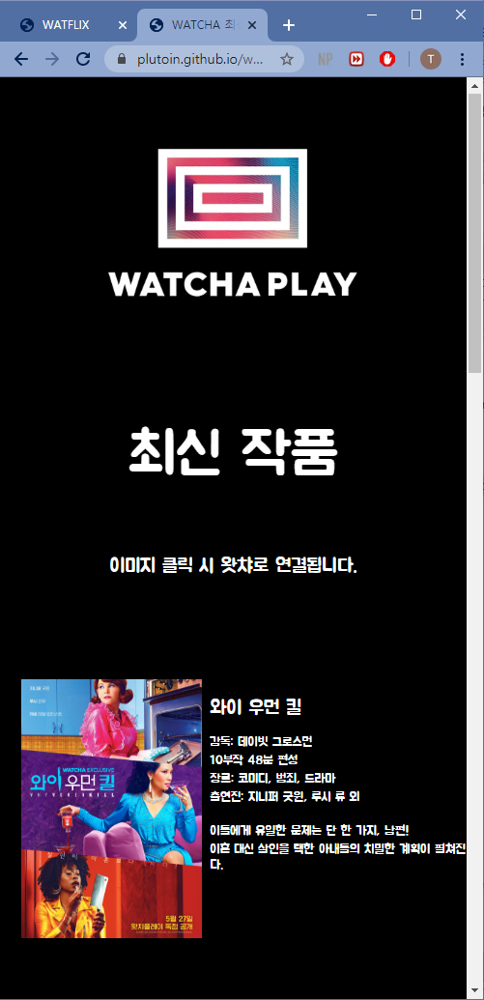 WATFLIX
WATCHA 최
plutoin.github.io/w...
NP
T
WATCHA PLAY
최신 작품
이미지 클릭 시 왓챠로 연결됩니다.
WATCHA EXCLUSIVE
와이 우먼 킬
WHY WOMEN KILL
5월 27일
왓챠플레이 독점 공개
와이 우먼 킬
감독: 데이빗 그로스먼
10부작 48분 편성
장르: 코미디, 범죄, 드라마
출연진: 지니퍼 굿윈, 루시 류 외
이들에게 유일한 문제는 단 한 가지, 남편!
이혼 대신 살인을 택한 아내들의 치밀한 계획이 펼쳐진
다.